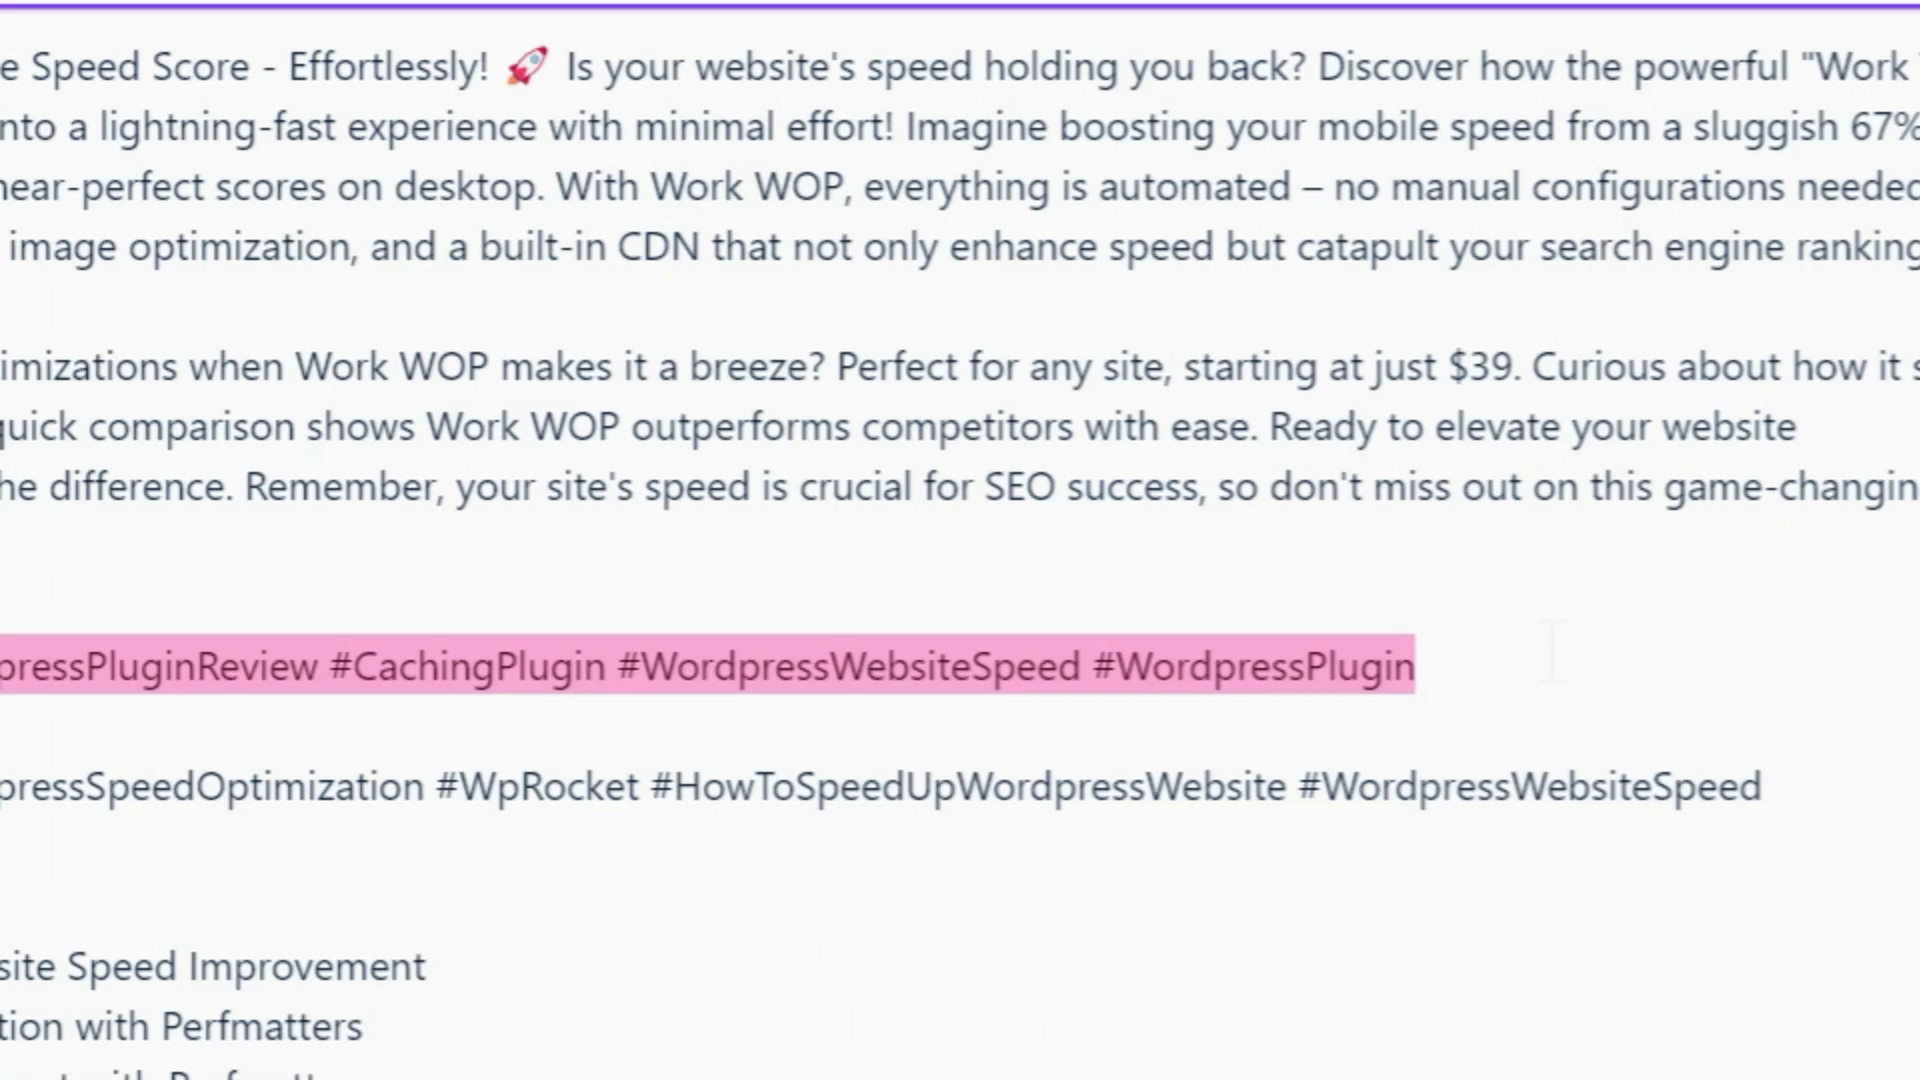 e Speed Score - Effortlessly! 🚀 Is your website's speed holding you back? Discover how the powerful "Work
nto a lightning-fast experience with minimal effort! Imagine boosting your mobile speed from a sluggish 67%
near-perfect scores on desktop. With Work WOP, everything is automated – no manual configurations needed
image optimization, and a built-in CDN that not only enhance speed but catapult your search engine ranking
imizations when Work WOP makes it a breeze? Perfect for any site, starting at just $39. Curious about how it s
quick comparison shows Work WOP outperforms competitors with ease. Ready to elevate your website
he difference. Remember, your site's speed is crucial for SEO success, so don't miss out on this game-changin
pressPluginReview #CachingPlugin #WordpressWebsiteSpeed #WordpressPlugin
pressSpeedOptimization #WpRocket #HowToSpeedUpWordpressWebsite #WordpressWebsiteSpeed
site Speed Improvement
tion with Perfmatters